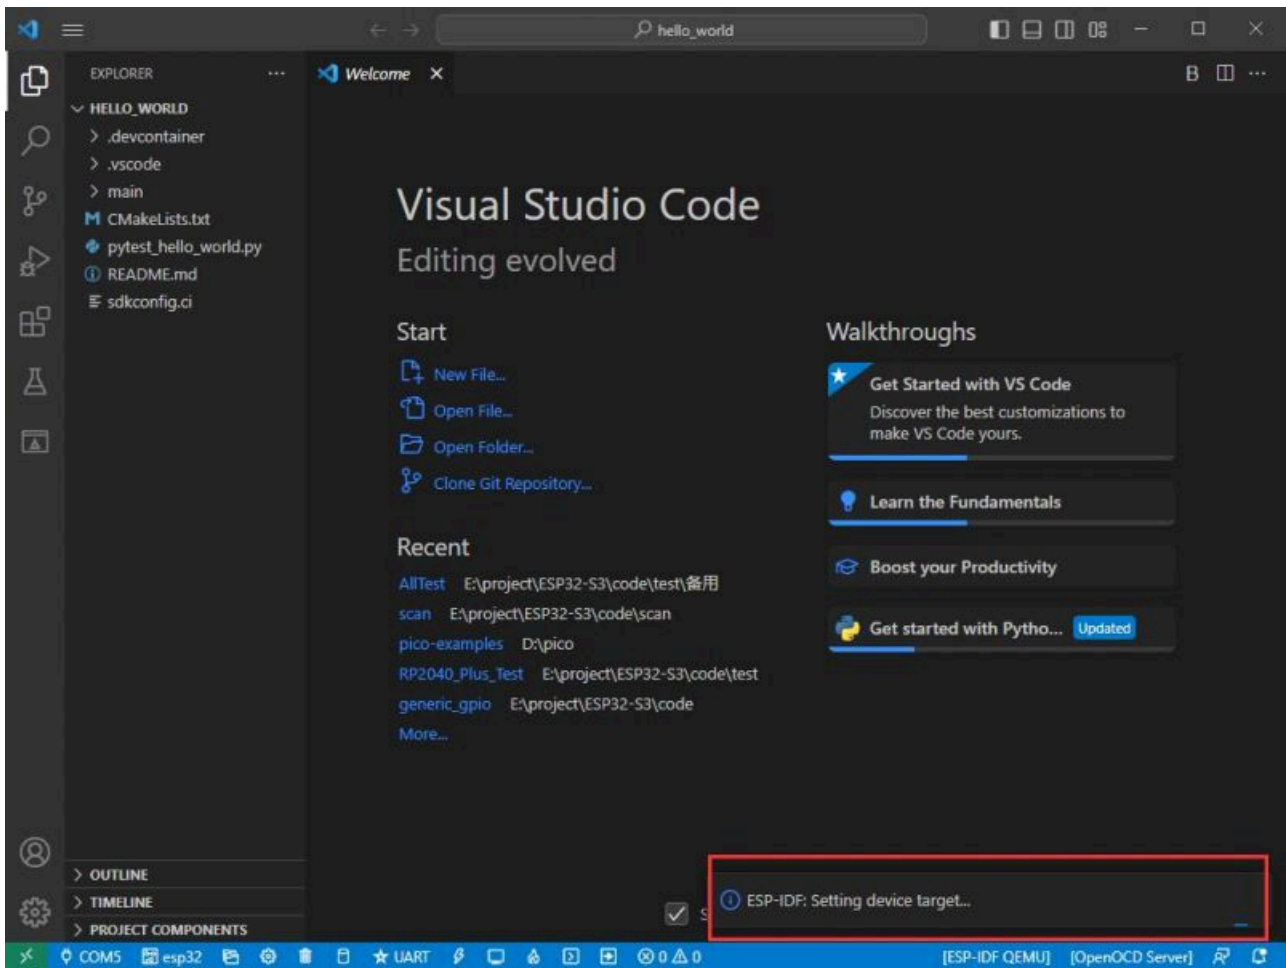 hello_world
EXPLORER
Welcome
HELLO_WORLD
.devcontainer
.vscode
main
CMakeLists.txt
pytest_hello_world.py
README.md
sdkconfig.ci
Visual Studio Code
Editing evolved
Start
New File...
Open File...
Open Folder...
Clone Git Repository...
Recent
AllTest E:\project\ESP32-S3\code\test\备用
scan E:\project\ESP32-S3\code\scan
pico-examples D:\pico
RP2040_Plus_Test E:\project\ESP32-S3\code\test
generic_gpio E:\project\ESP32-S3\code
More...
Walkthroughs
Get Started with VS Code
Discover the best customizations to
make VS Code yours.
Learn the Fundamentals
Boost your Productivity
Get started with Pytho... Updated
OUTLINE
TIMELINE
PROJECT COMPONENTS
ESP-IDF: Setting device target...
COM5 esp32 UART 0 0 [ESP-IDF QEMU] [OpenOCD Server]